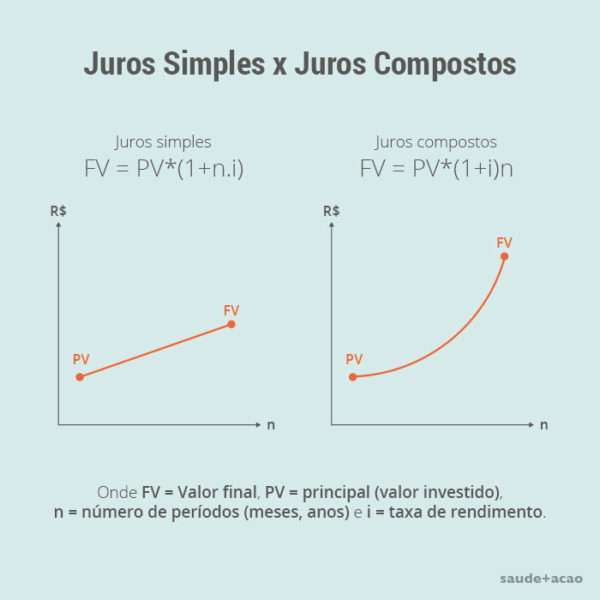 Juros Simples x Juros Compostos
Juros simples
FV = PV*(1+n.i)
R$
PV
FV
n
Juros compostos
FV = PV*(1+i)n
R$
PV
FV
n
Onde FV = Valor final, PV = principal (valor investido),
n = número de períodos (meses, anos) e i = taxa de rendimento.
saude+acao